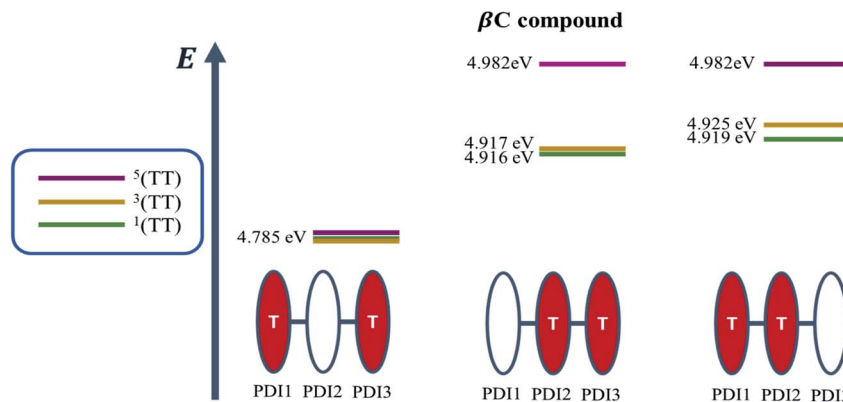 βC compound
E
4.982eV
4.982eV
4.925 eV
4.917 eV
4.919 eV
4.916 eV
⁵(TT)
³(TT)
¹(TT)
4.785 eV
T T T T T T
PDI1 PDI2 PDI3 PDI1 PDI2 PDI3 PDI1 PDI2